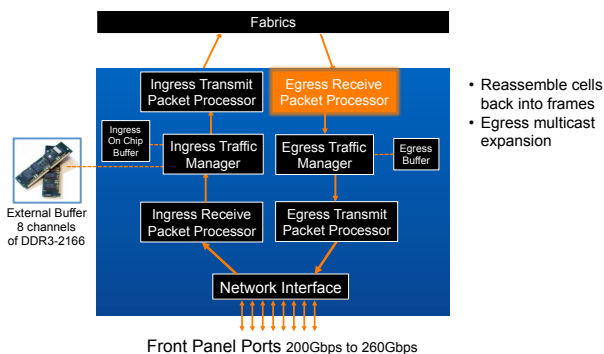 Fabrics
Ingress Transmit
Packet Processor
Egress Receive
Packet Processor
• Reassemble cells
back into frames
• Egress multicast
expansion
Ingress
On Chip
Buffer
Ingress Traffic
Manager
Egress Traffic
Manager
Egress
Buffer
External Buffer
8 channels
of DDR3-2166
Ingress Receive
Packet Processor
Egress Transmit
Packet Processor
Network Interface
Front Panel Ports 200Gbps to 260Gbps